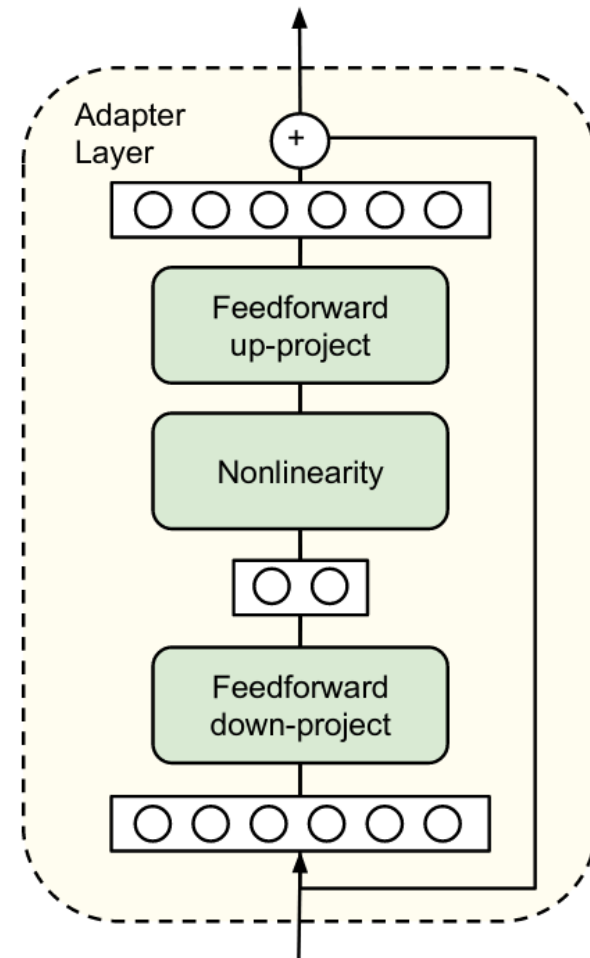 Adapter
Layer
+
Feedforward
up-project
Nonlinearity
Feedforward
down-project